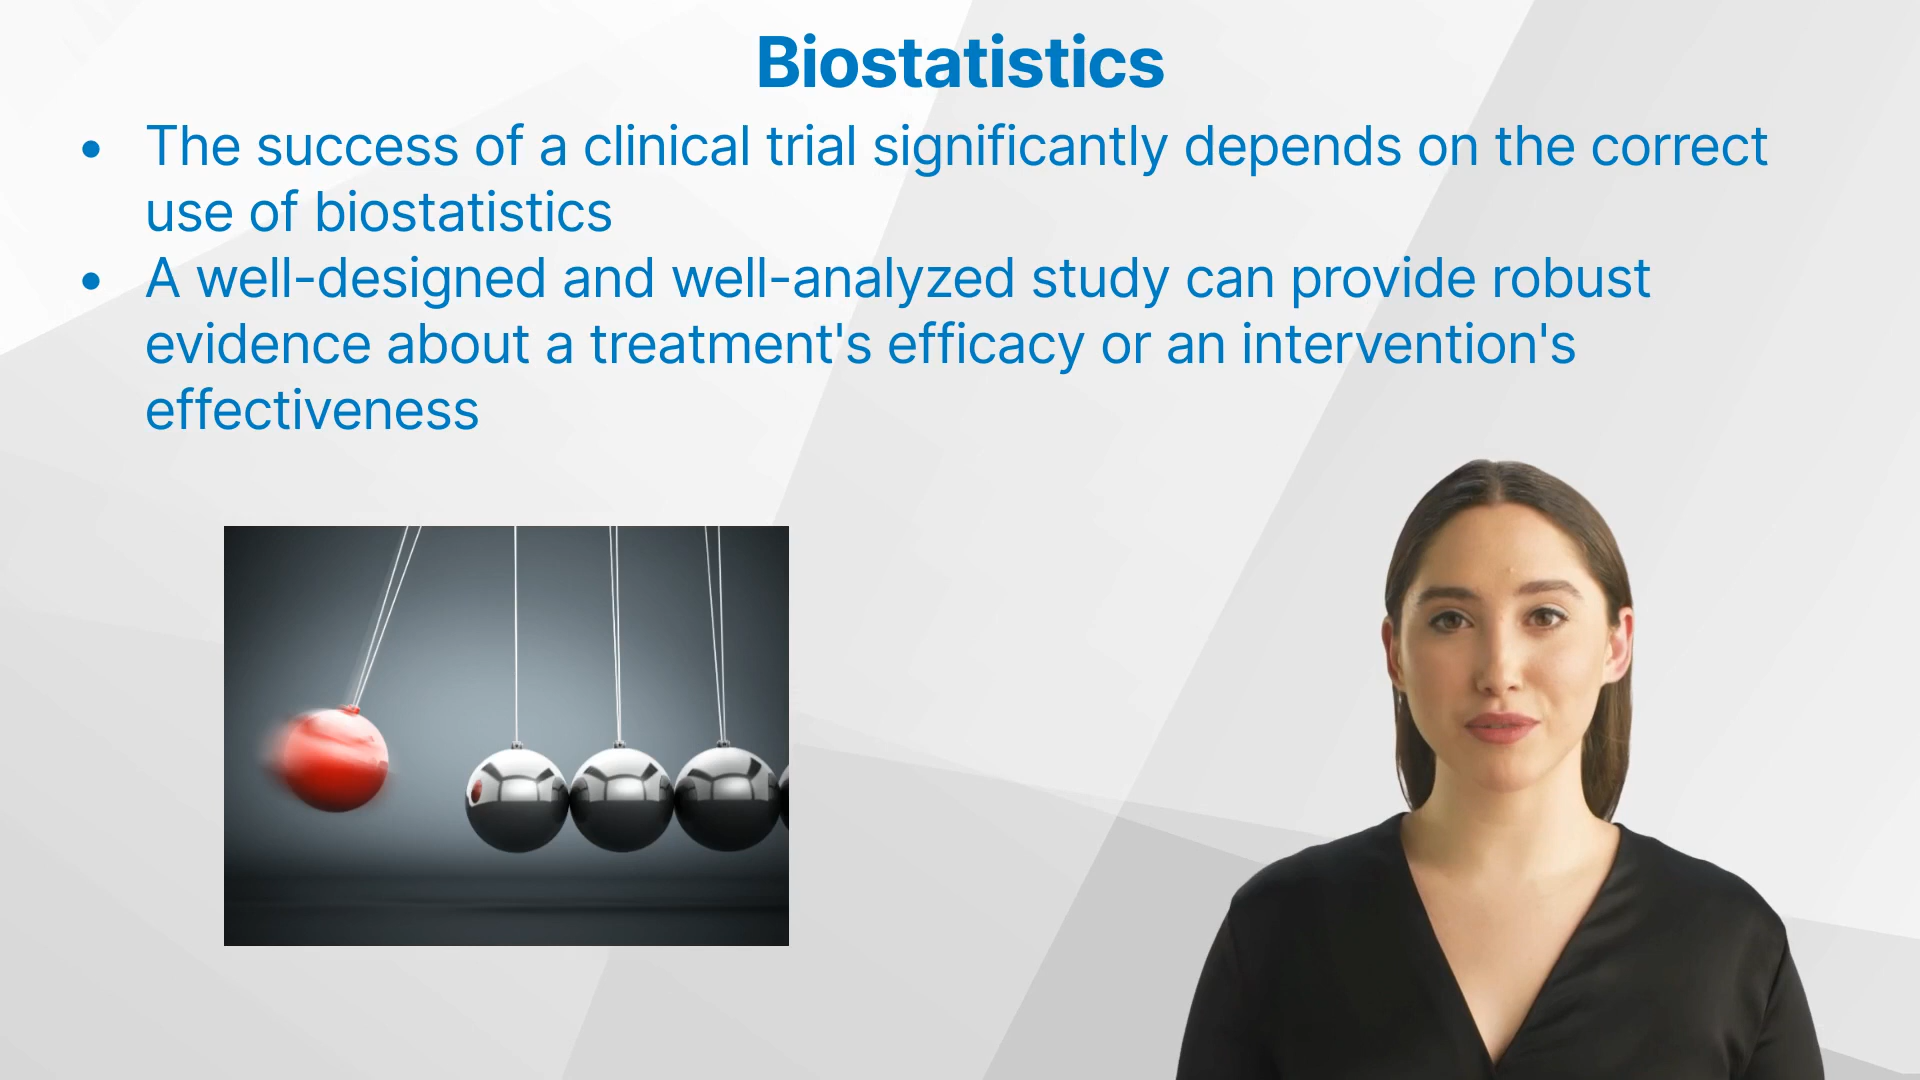 Biostatistics
• The success of a clinical trial significantly depends on the correct
use of biostatistics
• A well-designed and well-analyzed study can provide robust
evidence about a treatment's efficacy or an intervention's
effectiveness